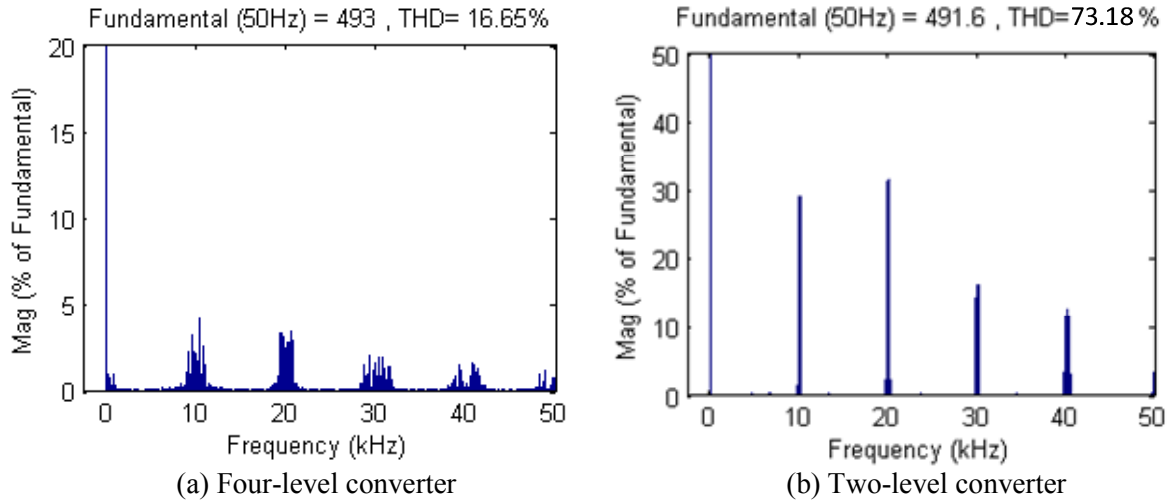 Fundamental (50Hz) = 493 , THD= 16.65%
20
15
10
5
0
Mag (% of Fundamental)
0 10 20 30 40 50
Frequency (kHz)
(a) Four-level converter
Fundamental (50Hz) = 491.6 , THD=73.18 %
50
40
30
20
10
0
Mag (% of Fundamental)
0 10 20 30 40 50
Frequency (kHz)
(b) Two-level converter